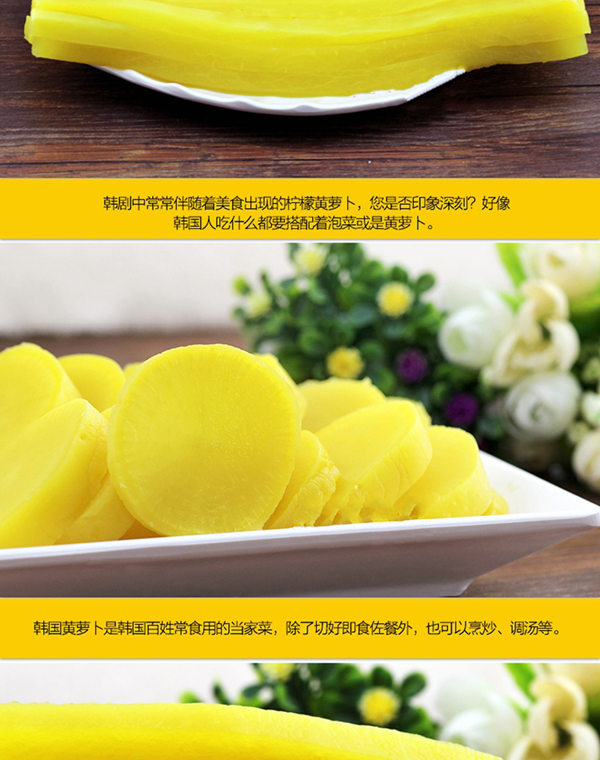 韩剧中常常伴随着美食出现的柠檬黄萝卜，您是否印象深刻？好像
韩国人吃什么都要搭配着泡菜或是黄萝卜。
韩国黄萝卜是韩国百姓常食用的当家菜，除了切好即食佐餐外，也可以烹炒、调汤等。